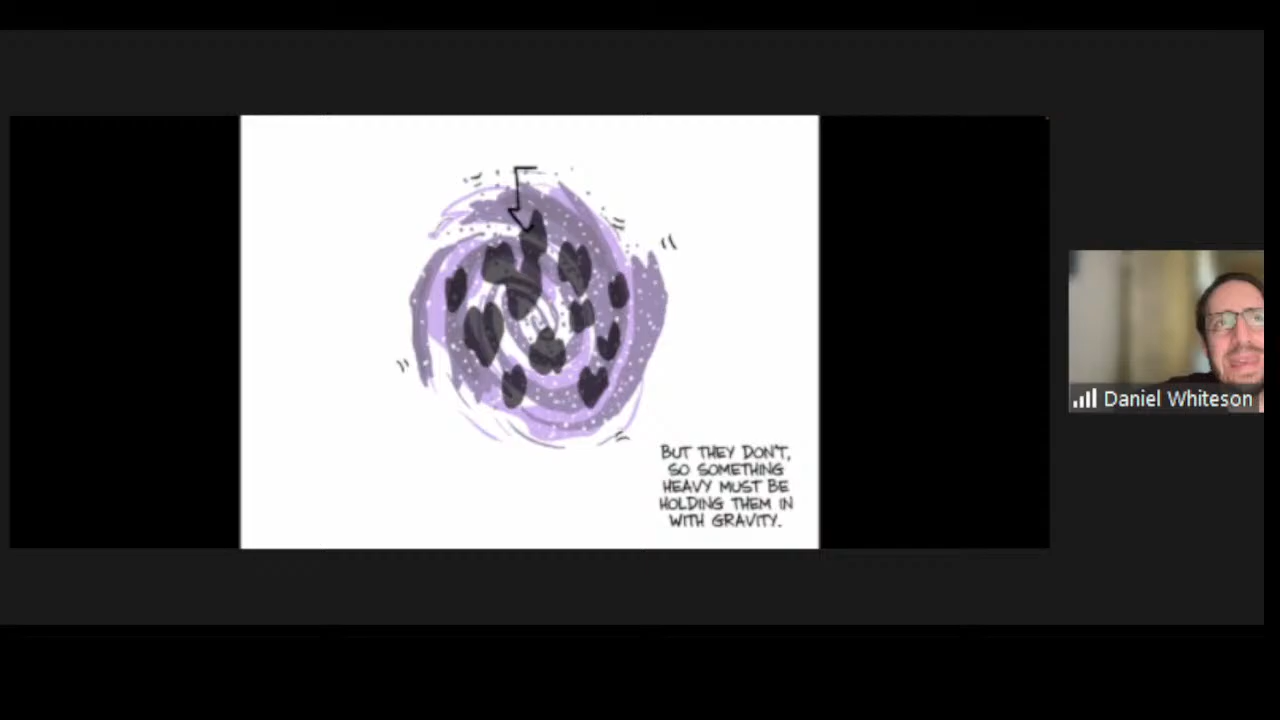 BUT THEY DON'T,
SO SOMETHING
HEAVY MUST BE
HOLDING THEM IN
WITH GRAVITY.
Daniel Whiteson